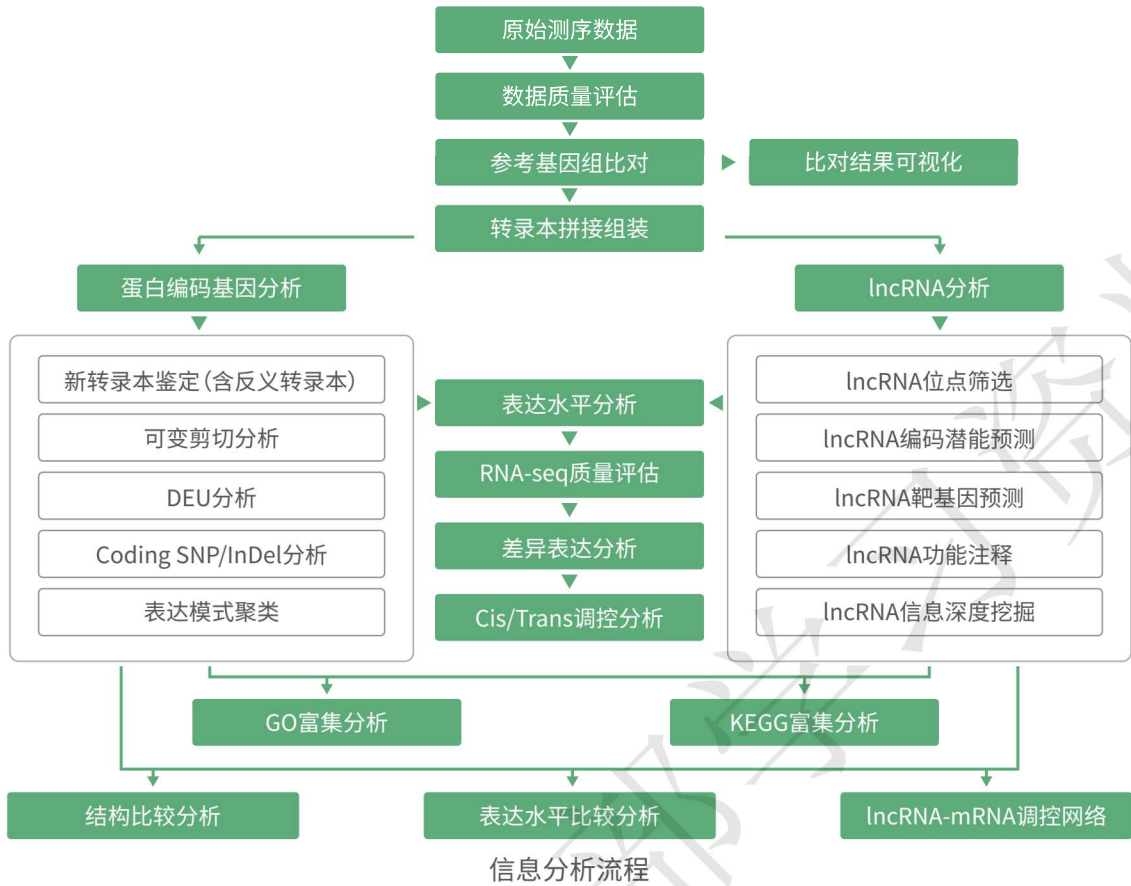 原始测序数据
数据质量评估
参考基因组比对
比对结果可视化
转录本拼接组装
蛋白编码基因分析
lncRNA分析
新转录本鉴定(含反义转录本)
可变剪切分析
DEU分析
Coding SNP/InDel分析
表达模式聚类
表达水平分析
RNA-seq质量评估
差异表达分析
Cis/Trans调控分析
lncRNA位点筛选
lncRNA编码潜能预测
lncRNA靶基因预测
lncRNA功能注释
lncRNA信息深度挖掘
GO富集分析
KEGG富集分析
结构比较分析
表达水平比较分析
lncRNA-mRNA调控网络
信息分析流程
部学习资